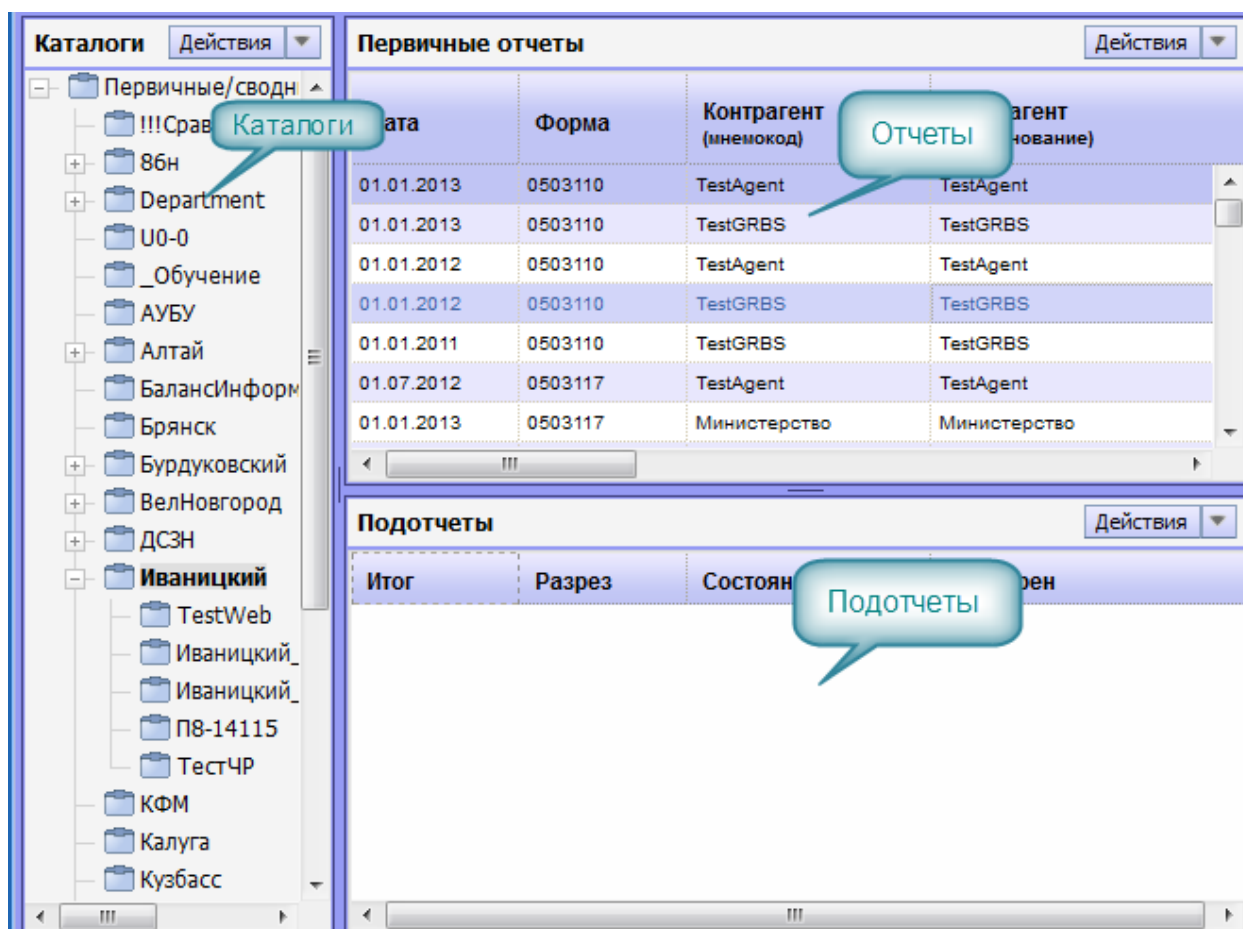 Каталоги Действия
Первичные/сводн
!!!Срав
Каталоги
86н
Department
U0-0
_Обучение
АУБУ
Алтай
БалансИнформ
Брянск
Бурдуковский
ВелНовгород
ДСЗН
Иваницкий
TestWeb
Иваницкий_
Иваницкий_
П8-14115
ТестЧР
КФМ
Калуга
Кузбасс
Первичные отчеты Действия
ата Форма Контрагент агент
(мнемокод) нование)
Отчеты
01.01.2013 0503110 TestAgent TestAgent
01.01.2013 0503110 TestGRBS TestGRBS
01.01.2012 0503110 TestAgent TestAgent
01.01.2012 0503110 TestGRBS TestGRBS
01.01.2011 0503110 TestGRBS TestGRBS
01.07.2012 0503117 TestAgent TestAgent
01.01.2013 0503117 Министерство Министерство
Подотчеты Действия
Итог Разрез Состоян рен
Подотчеты